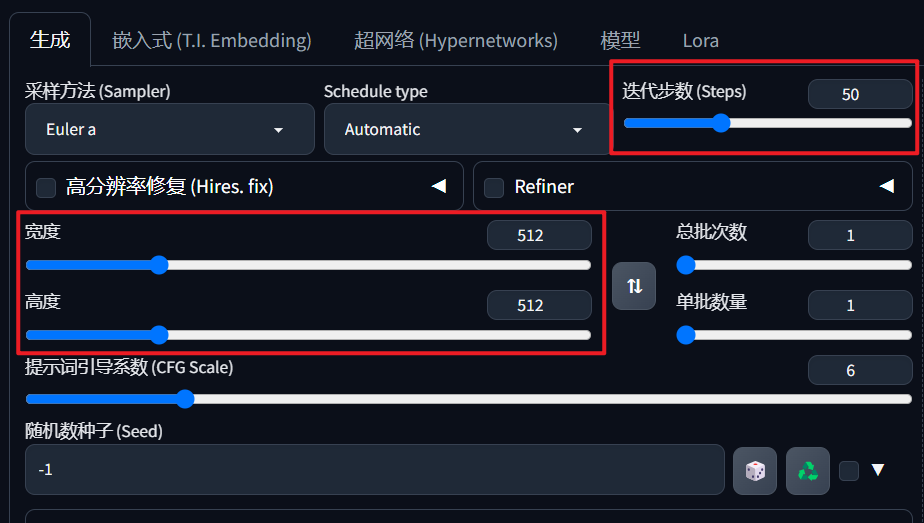 生成 嵌入式 (T.I. Embedding) 超网络 (Hypernetworks) 模型 Lora
采样方法 (Sampler) Schedule type 迭代步数 (Steps) 50
Euler a Automatic
高分辨率修复 (Hires. fix) Refiner
宽度 512 总批次数 1
高度 512 单批数量 1
提示词引导系数 (CFG Scale) 6
随机数种子 (Seed)
-1